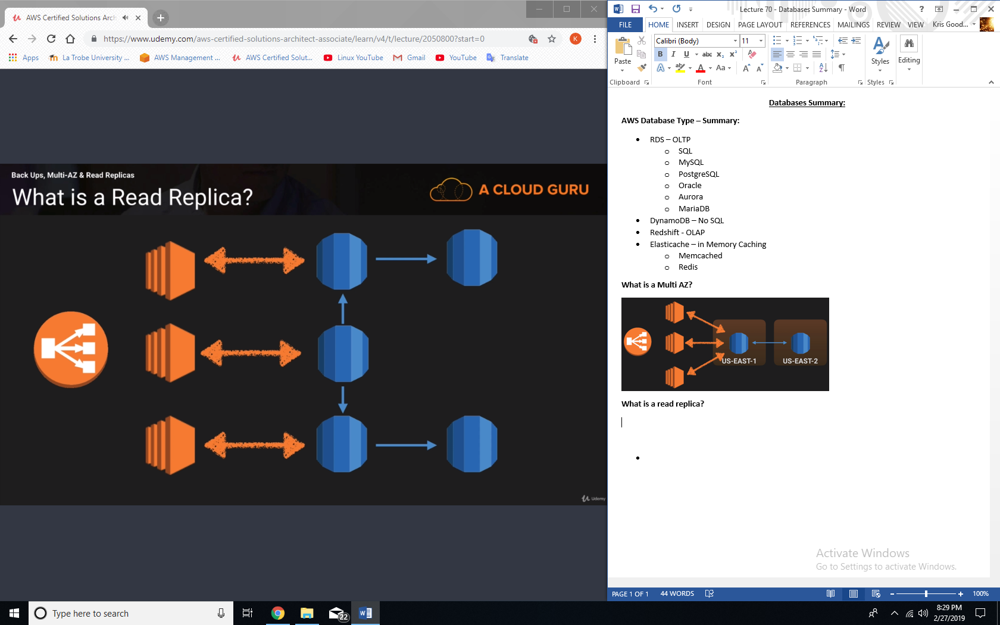 AWS Certified Solutions Arch
https://www.udemy.com/aws-certified-solutions-architect-associate/learn/v4/t/lecture/2050800?start=0
K
Apps
La Trobe University ...
AWS Management ...
AWS Certified Solut...
Linux YouTube
Gmail
YouTube
Translate
Back Ups, Multi-AZ & Read Replicas
What is a Read Replica?
A CLOUD GURU
Udemy
Lecture 70 - Databases Summary - Word
?
FILE
HOME
INSERT
DESIGN
PAGE LAYOUT
REFERENCES
MAILINGS
REVIEW
VIEW
Kris Good...
Paste
Calibri (Body)
11
B I U abc x₂ x²
A ab A Aa A A
Styles
Editing
Clipboard
Font
Paragraph
Styles
Databases Summary:
AWS Database Type – Summary:
• RDS – OLTP
o SQL
o MySQL
o PostgreSQL
o Oracle
o Aurora
o MariaDB
• DynamoDB – No SQL
• Redshift - OLAP
• Elasticache – in Memory Caching
o Memcached
o Redis
What is a Multi AZ?
US-EAST-1
US-EAST-2
What is a read replica?
•
Activate Windows
Go to Settings to activate Windows.
PAGE 1 OF 1
44 WORDS
100%
Type here to search
22
8:29 PM
2/27/2019